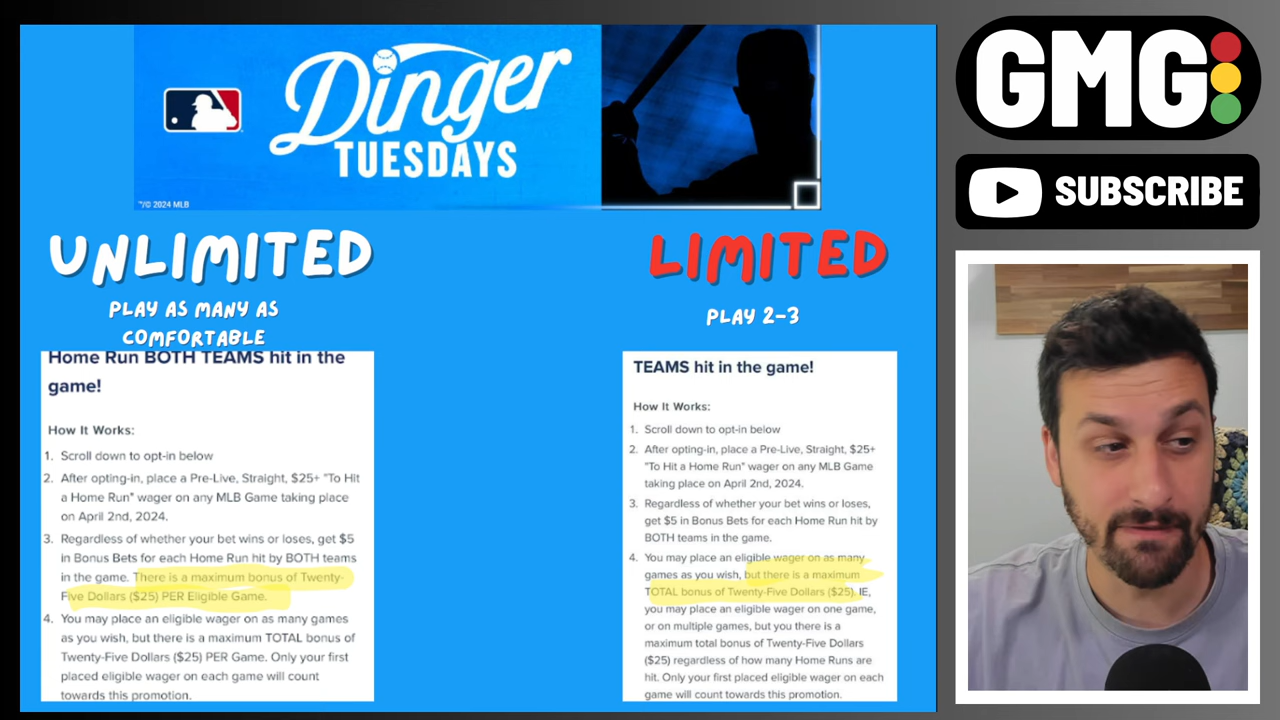 Dinger
TUESDAYS
™/© 2024 MLB
UNLIMITED
PLAY AS MANY AS
COMFORTABLE
Home Run BOTH TEAMS hit in the
game!
How It Works:
1. Scroll down to opt-in below
2. After opting-in, place a Pre-Live, Straight, $25+ "To Hit
a Home Run" wager on any MLB Game taking place
on April 2nd, 2024.
3. Regardless of whether your bet wins or loses, get $5
in Bonus Bets for each Home Run hit by BOTH teams
in the game. There is a maximum bonus of Twenty-
Five Dollars ($25) PER Eligible Game.
4. You may place an eligible wager on as many games
as you wish, but there is a maximum TOTAL bonus of
Twenty-Five Dollars ($25) PER Game. Only your first
placed eligible wager on each game will count
towards this promotion.
LIMITED
PLAY 2-3
TEAMS hit in the game!
How It Works:
1. Scroll down to opt-in below
2. After opting-in, place a Pre-Live, Straight, $25+
"To Hit a Home Run" wager on any MLB Game
taking place on April 2nd, 2024.
3. Regardless of whether your bet wins or loses,
get $5 in Bonus Bets for each Home Run hit by
BOTH teams in the game.
4. You may place an eligible wager on as many
games as you wish, but there is a maximum
TOTAL bonus of Twenty-Five Dollars ($25). IE,
you may place an eligible wager on one game,
or on multiple games, but you there is a
maximum total bonus of Twenty-Five Dollars
($25) regardless of how many Home Runs are
hit. Only your first placed eligible wager on each
game will count towards this promotion.
GMG
SUBSCRIBE